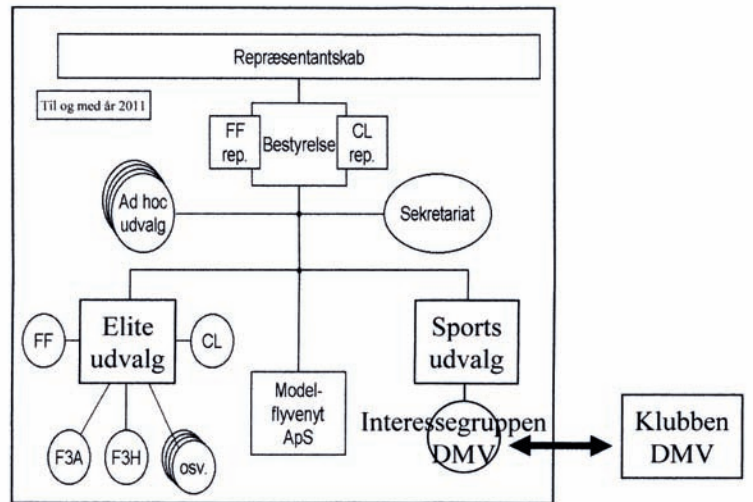 Repræsentantskab
Til og med år 2011
FF
rep.
Bestyrelse
CL
rep.
Ad hoc
udvalg
Sekretariat
Elite
udvalg
FF
CL
Sports
udvalg
Model-
flyvenyt
ApS
Interessegruppen
DMV
Klubben
DMV
F3A
F3H
osv.